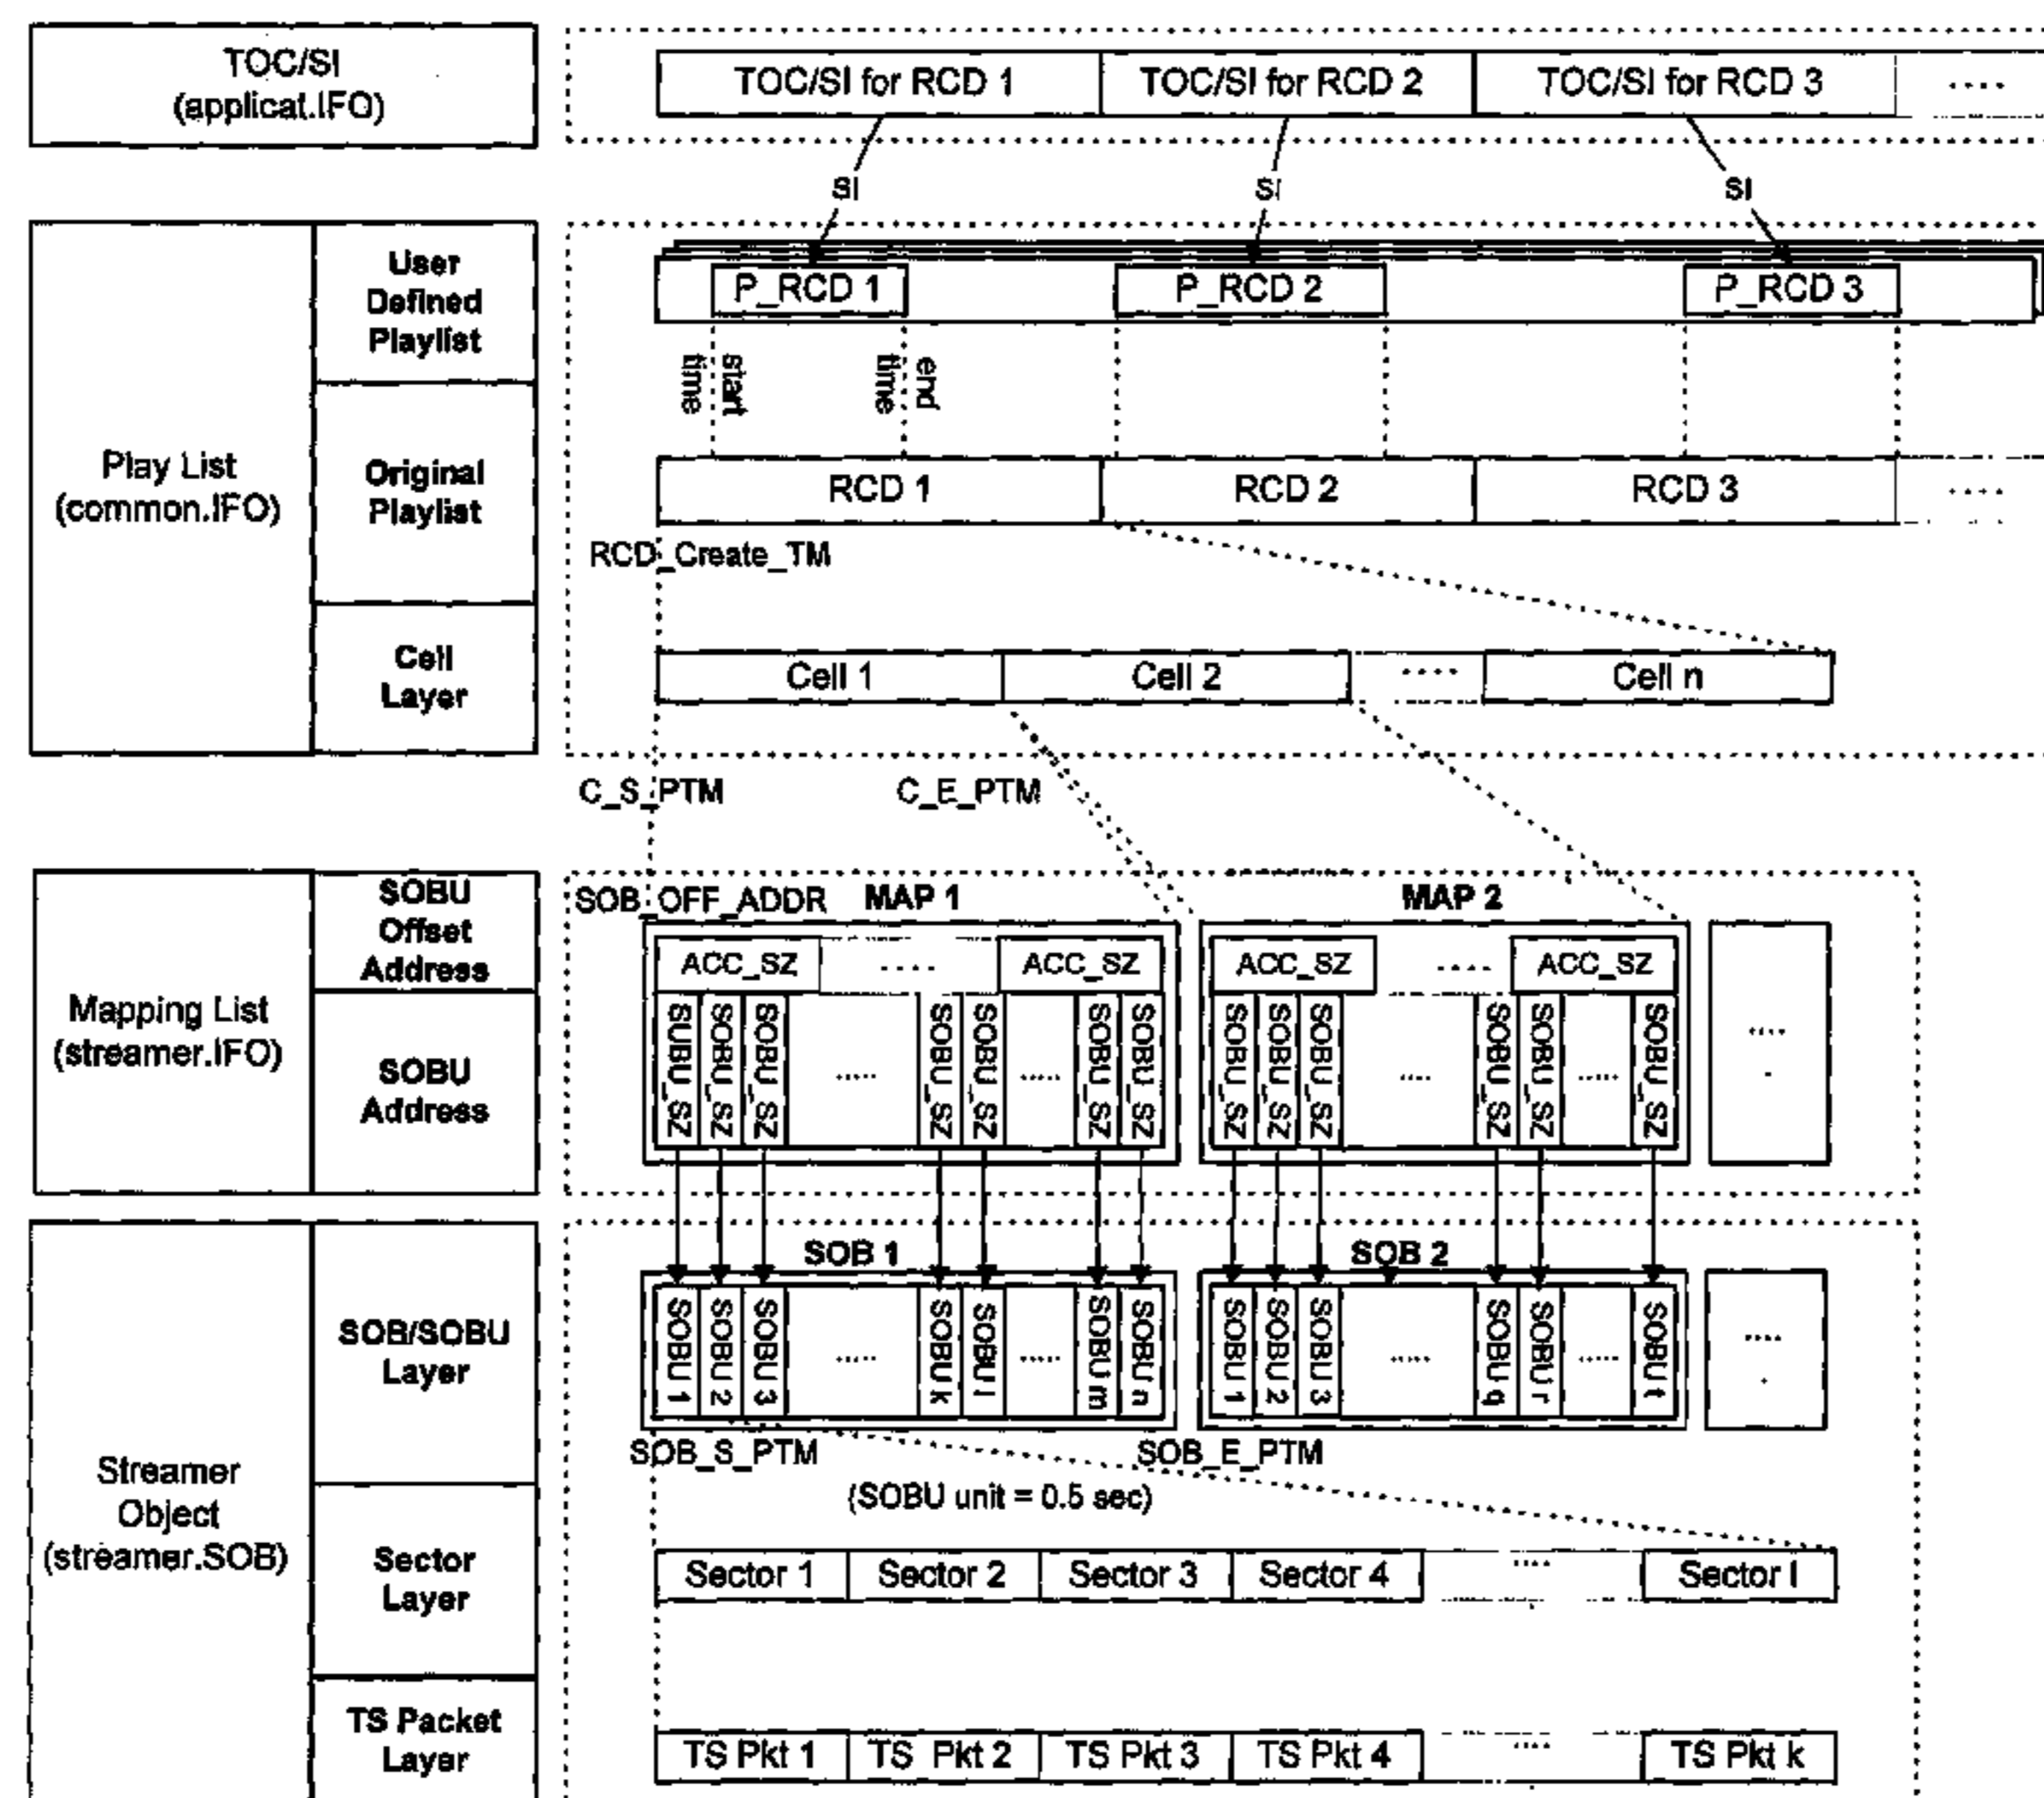 TOC/SI
(applicat.IFO)
TOC/SI for RCD 1
TOC/SI for RCD 2
TOC/SI for RCD 3
....
SI
SI
SI
Play List
(common.IFO)
User
Defined
Playlist
P_RCD 1
P_RCD 2
P_RCD 3
start
time
end
time
Original
Playlist
RCD 1
RCD 2
RCD 3
....
RCD_Create_TM
Cell
Layer
Cell 1
Cell 2
....
Cell n
C_S_PTM
C_E_PTM
Mapping List
(streamer.IFO)
SOBU
Offset
Address
SOB_OFF_ADDR
MAP 1
MAP 2
ACC_SZ
....
ACC_SZ
ACC_SZ
....
ACC_SZ
SOBU
Address
SUBU_SZ
SOBU_SZ
SOBU_SZ
.....
SOBU_SZ
SOBU_SZ
.....
SOBU_SZ
SOBU_SZ
SOBU_SZ
SOBU_SZ
SOBU_SZ
....
SOBU_SZ
SOBU_SZ
.....
SOBU_SZ
.....
Streamer
Object
(streamer.SOB)
SOB/SOBU
Layer
SOB 1
SOB 2
SOBU 1
SOBU 2
SOBU 3
.....
SOBU k
SOBU l
.....
SOBU m
SOBU n
SOBU 1
SOBU 2
SOBU 3
.....
SOBU q
SOBU r
.....
SOBU t
.....
SOB_S_PTM
SOB_E_PTM
(SOBU unit = 0.5 sec)
Sector
Layer
Sector 1
Sector 2
Sector 3
Sector 4
....
Sector l
TS Packet
Layer
TS Pkt 1
TS Pkt 2
TS Pkt 3
TS Pkt 4
....
TS Pkt k